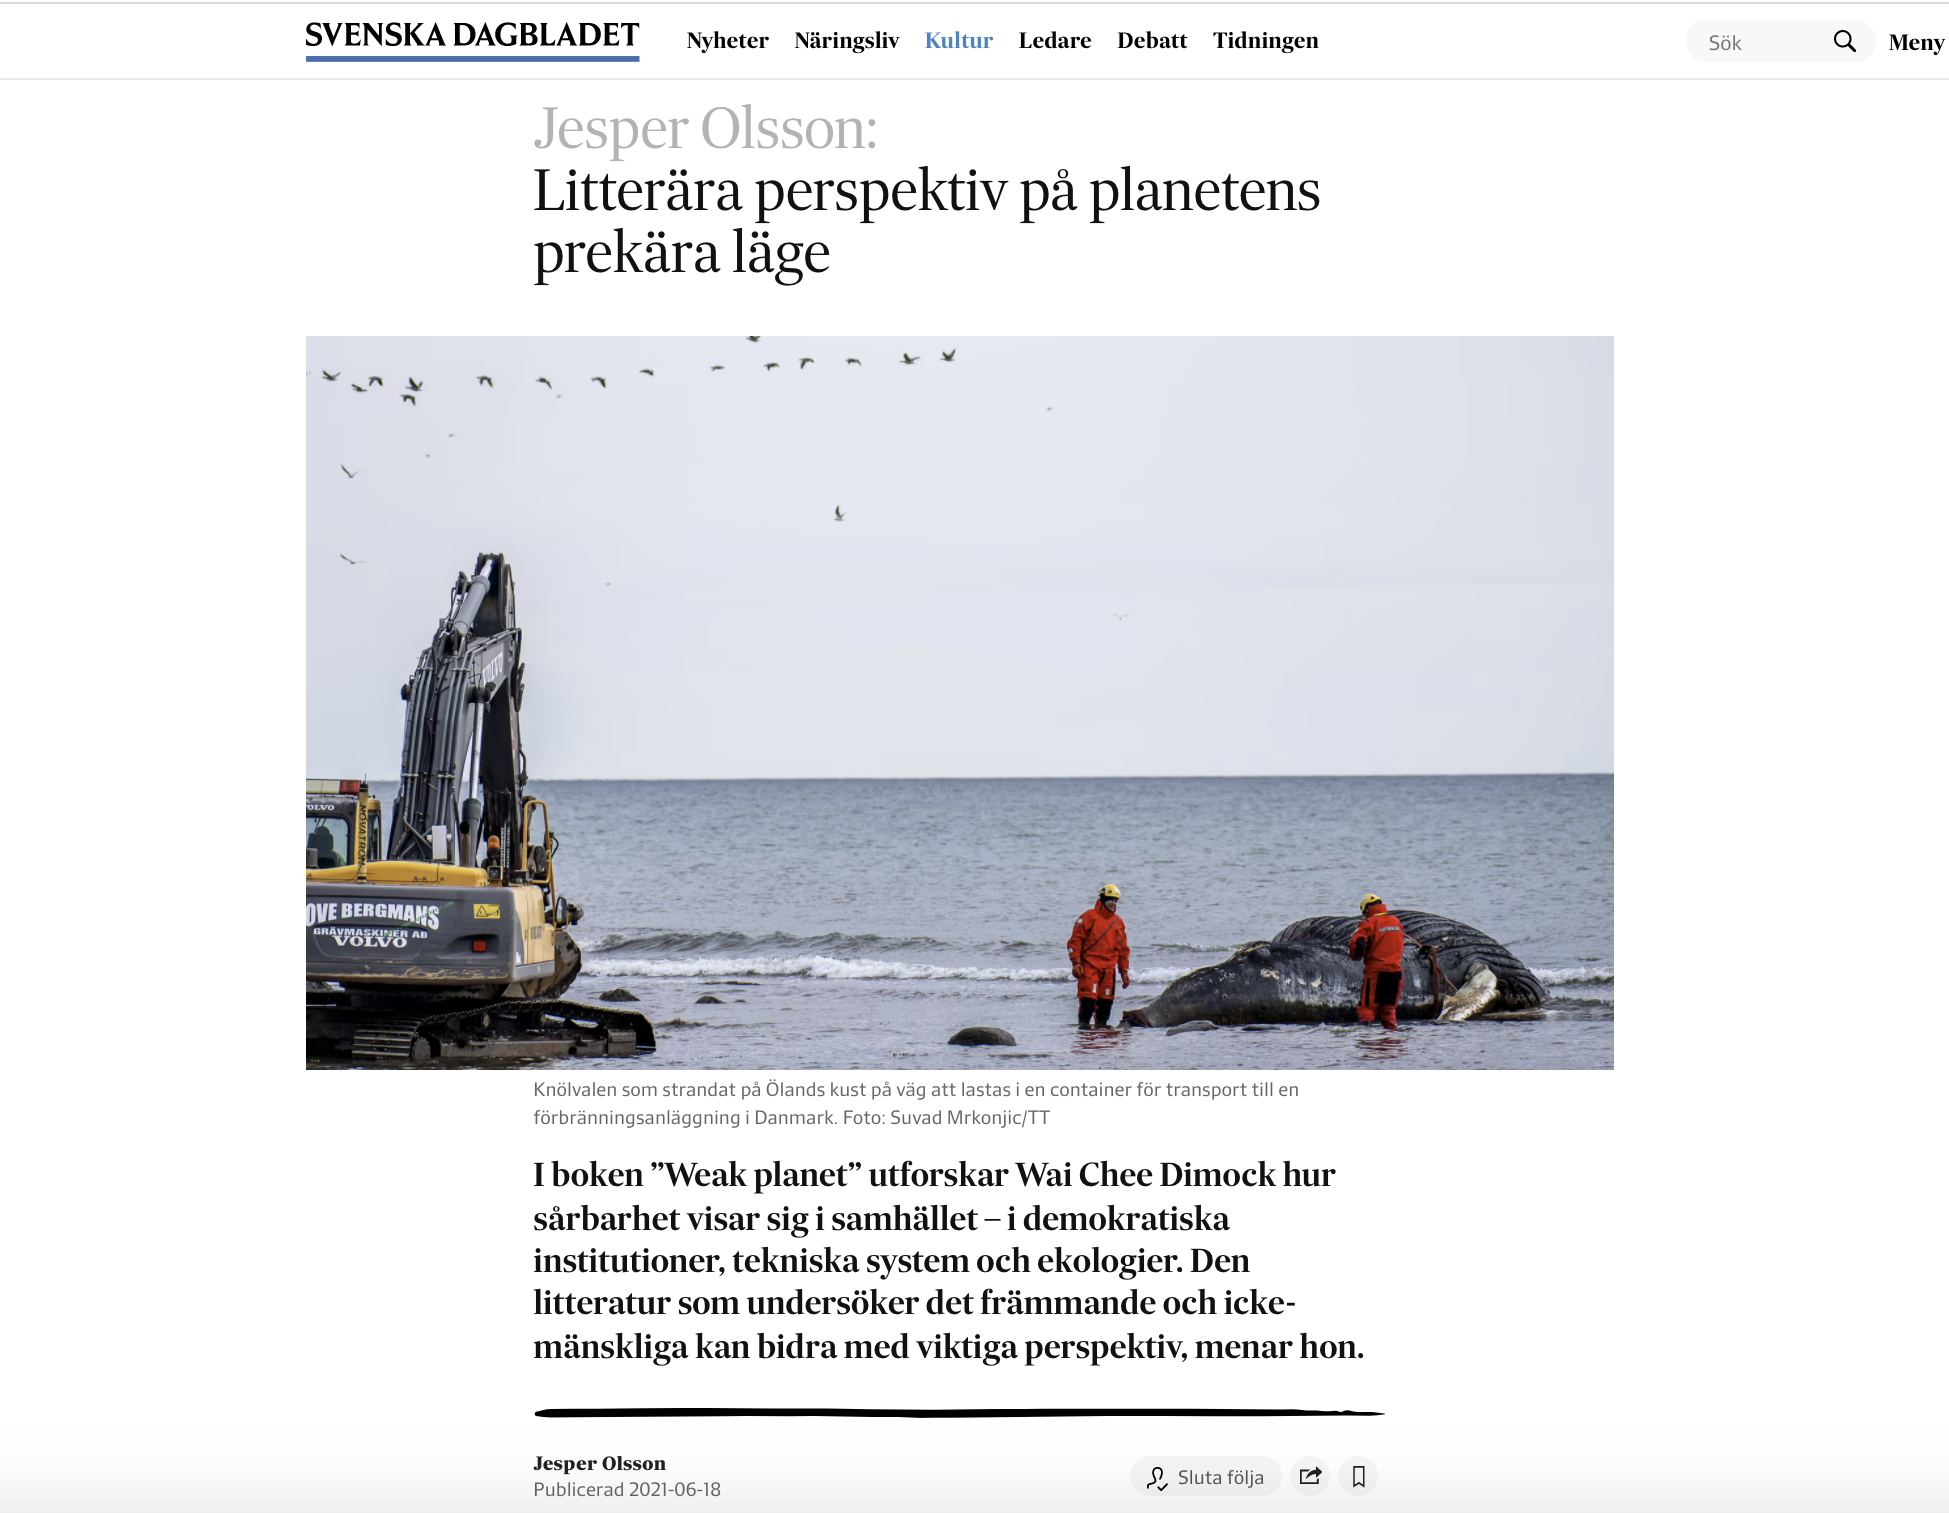 SVENSKA DAGBLADET
Nyheter Näringsliv Kultur Ledare Debatt Tidningen
Sök
Meny
Jesper Olsson:
Litterära perspektiv på planetens
prekära läge
VOLVO
OLVO
MOVATRON
OVE BERGMANS
GRÄVMASKINER AB
VOLVO
Knölvalen som strandat på Ölands kust på väg att lastas i en container för transport till en
förbränningsanläggning i Danmark. Foto: Suvad Mrkonjic/TT
I boken ”Weak planet” utforskar Wai Chee Dimock hur
sårbarhet visar sig i samhället – i demokratiska
institutioner, tekniska system och ekologier. Den
litteratur som undersöker det främmande och icke-
mänskliga kan bidra med viktiga perspektiv, menar hon.
Jesper Olsson
Publicerad 2021-06-18
Sluta följa